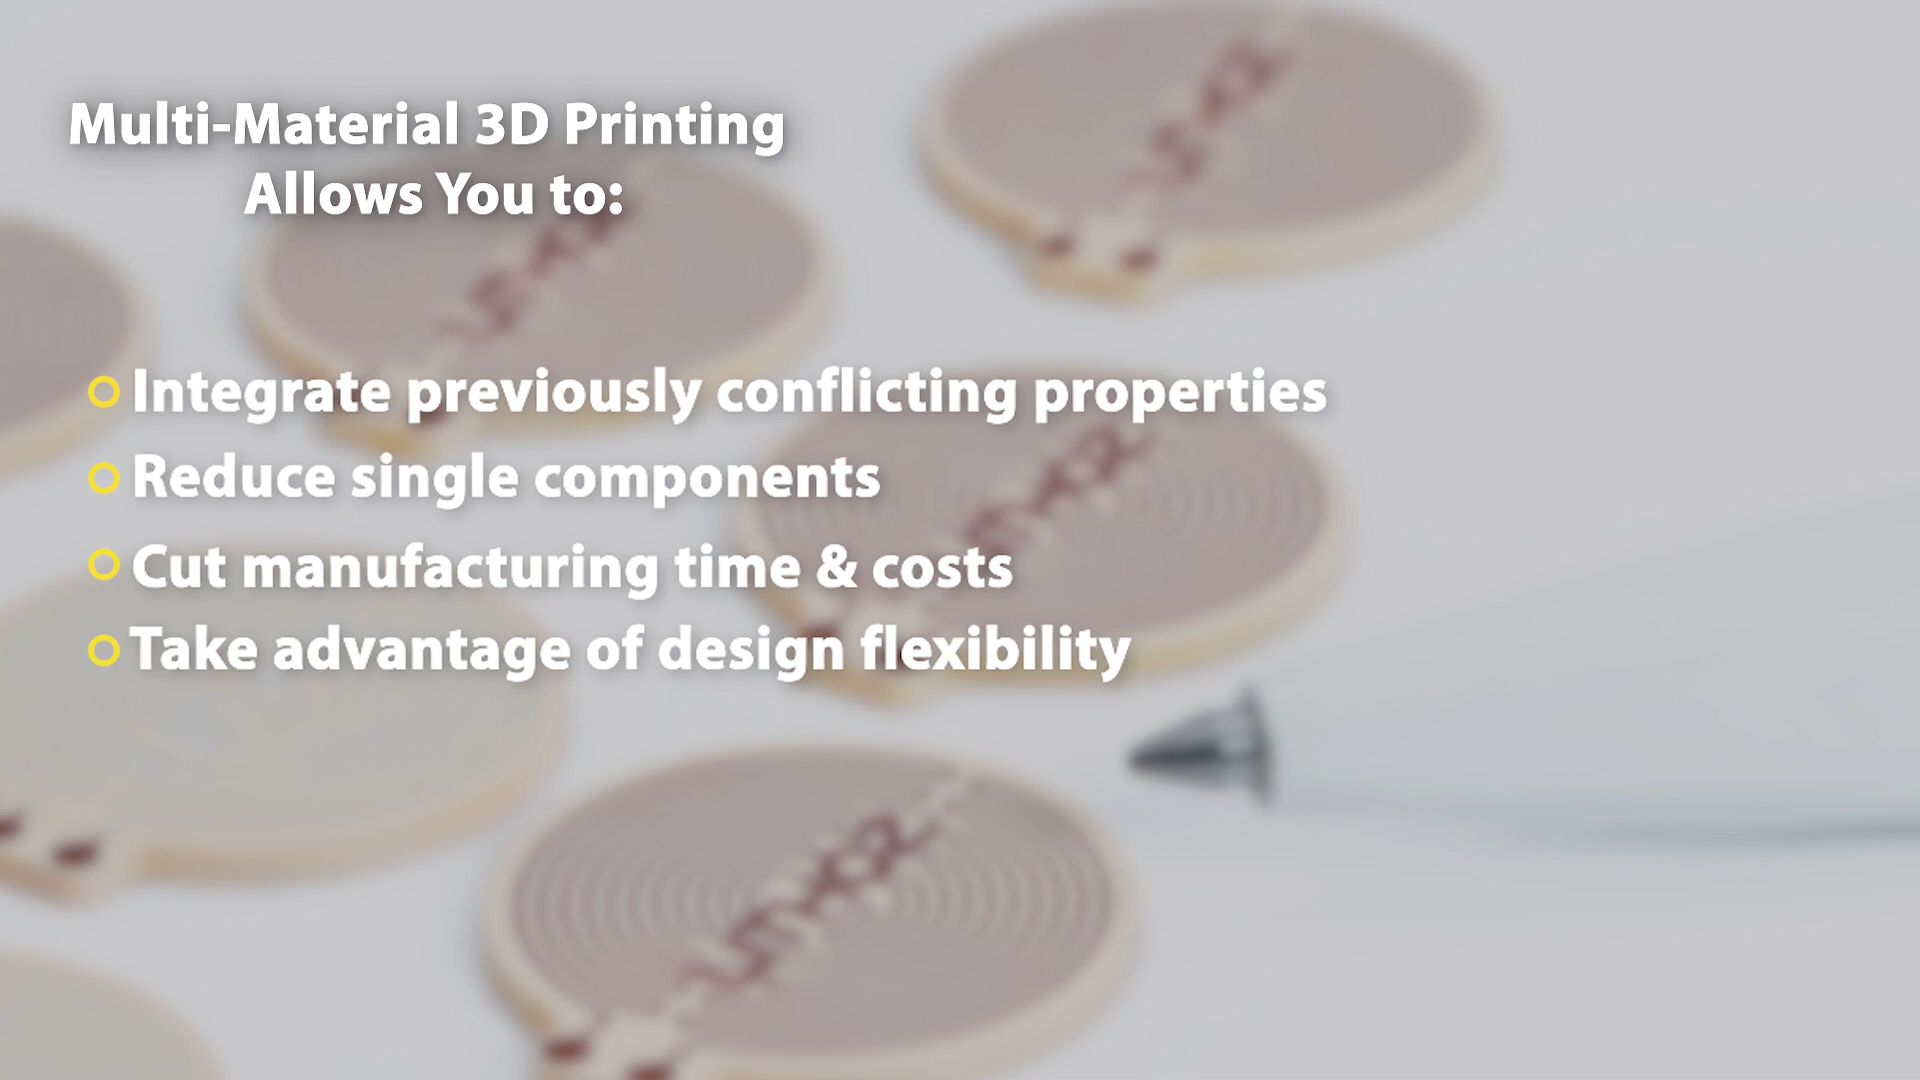 Multi-Material 3D Printing
Allows You to:
Integrate previously conflicting properties
Reduce single components
Cut manufacturing time & costs
Take advantage of design flexibility